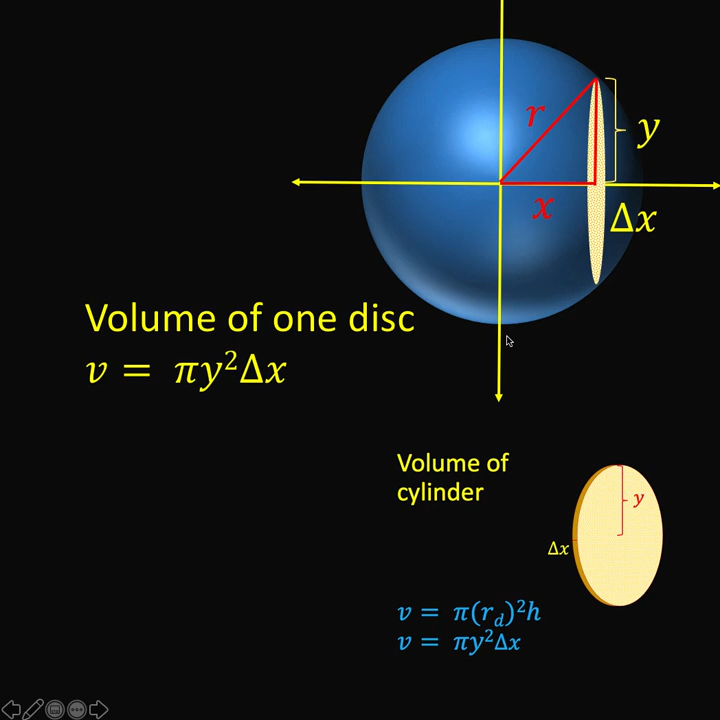 r
y
x
Δx
Volume of one disc
v = πy²Δx
Volume of
cylinder
y
Δx
v = π(r_d)²h
v = πy²Δx